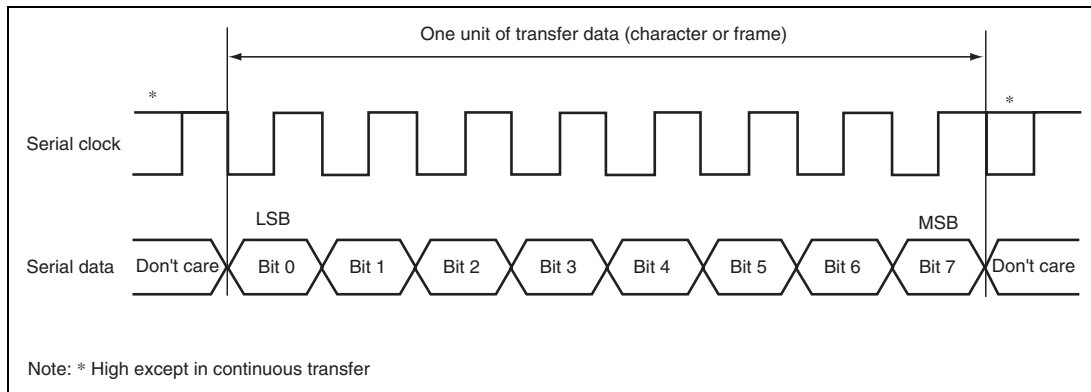 One unit of transfer data (character or frame)
* *
Serial clock
LSB MSB
Serial data Don't care Bit 0 Bit 1 Bit 2 Bit 3 Bit 4 Bit 5 Bit 6 Bit 7 Don't care
Note: * High except in continuous transfer